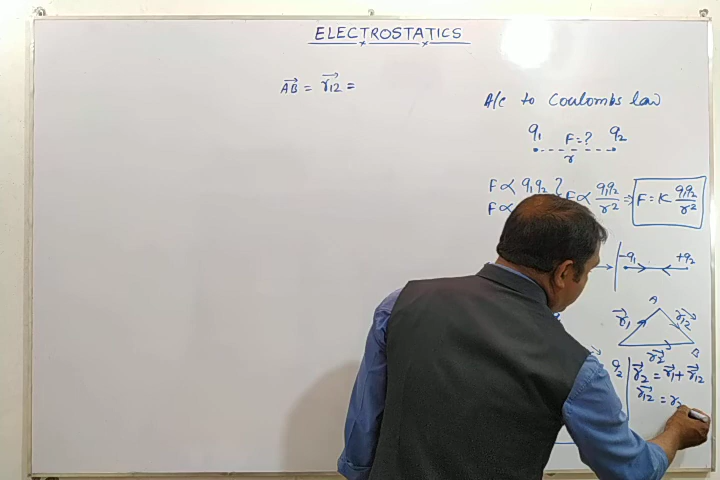 ELECTROSTATICS
AB→ = r12→ =
A/c to Coulombs law
q1 F=? q2
r
F ∝ q1q2 } F ∝ q1q2/r² ⇒ F = K q1q2/r²
F ∝
-q1 +q2
A
r1→ r12→
r2→ B
q2 r2→ = r1→ + r12→
r12→ = r2